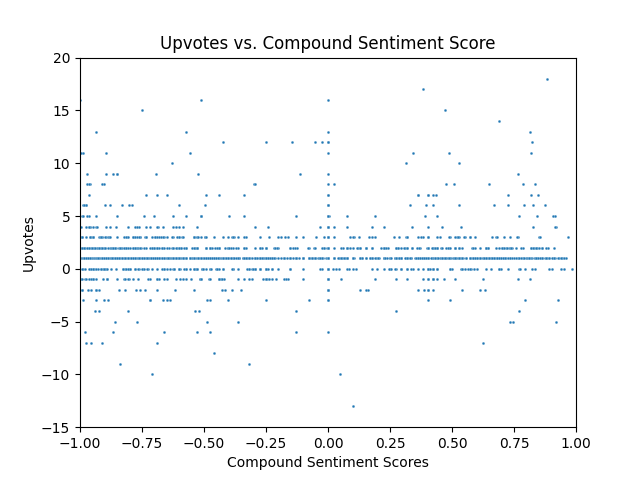 Upvotes vs. Compound Sentiment Score
20
15
10
5
0
−5
−10
−15
Upvotes
−1.00 −0.75 −0.50 −0.25 0.00 0.25 0.50 0.75 1.00
Compound Sentiment Scores